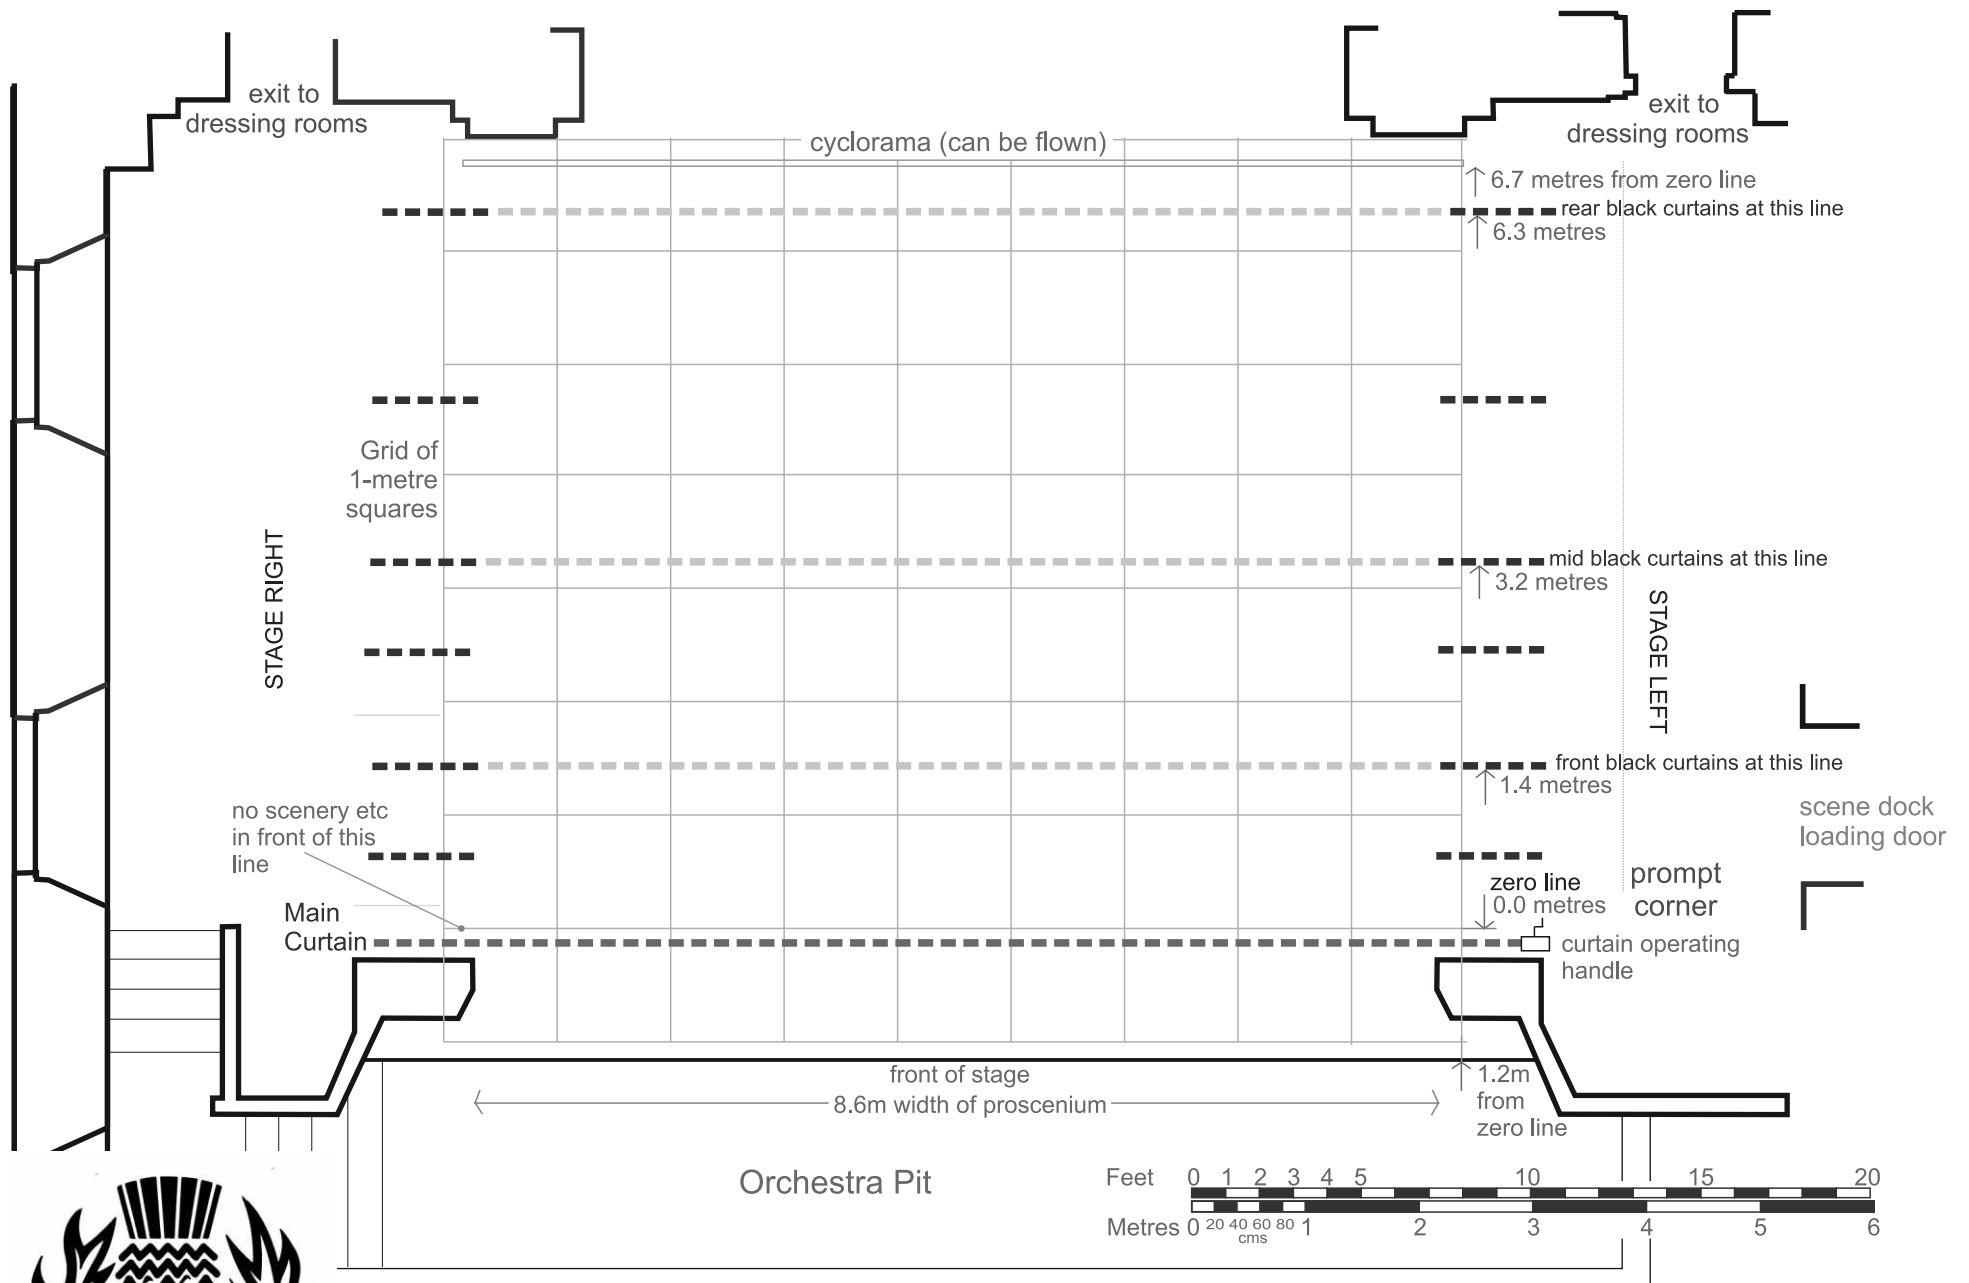 exit to
dressing rooms
exit to
dressing rooms
cyclorama (can be flown)
6.7 metres from zero line
rear black curtains at this line
6.3 metres
Grid of
1-metre
squares
STAGE RIGHT
mid black curtains at this line
3.2 metres
STAGE LEFT
front black curtains at this line
1.4 metres
no scenery etc
in front of this
line
scene dock
loading door
zero line
0.0 metres
prompt
corner
Main
Curtain
curtain operating
handle
front of stage
8.6m width of proscenium
1.2m
from
zero line
Orchestra Pit
Feet 0 1 2 3 4 5 10 15 20
Metres 0 20 40 60 80 1 2 3 4 5 6
cms